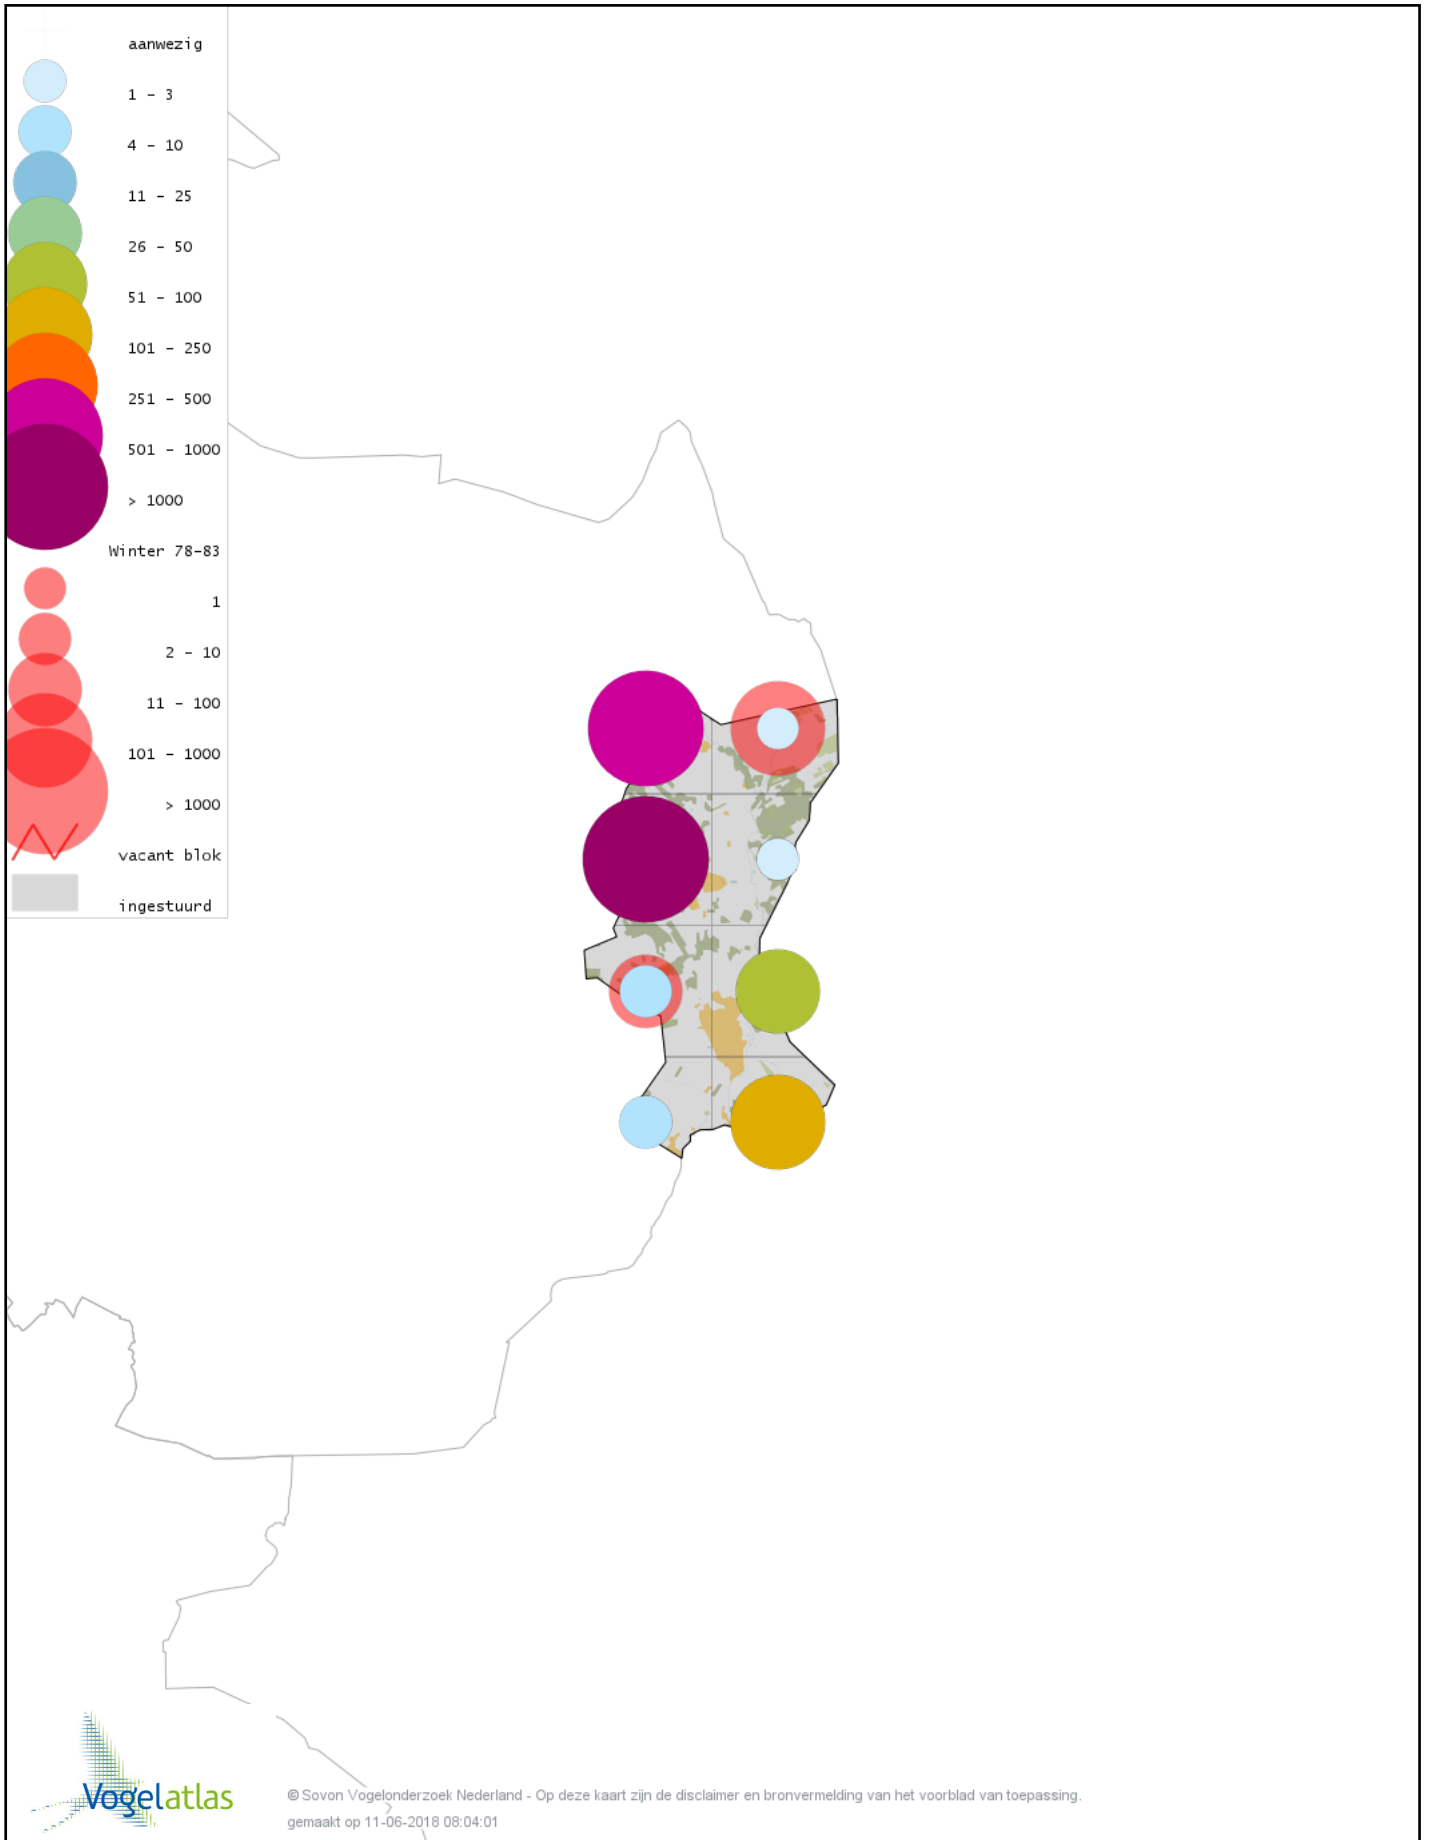 aanwezig
1 - 3
4 - 10
11 - 25
26 - 50
51 - 100
101 - 250
251 - 500
501 - 1000
> 1000
Winter 78-83
1
2 - 10
11 - 100
101 - 1000
> 1000
vacant blok
ingestuurd
Vogelatlas
© Sovon Vogelonderzoek Nederland - Op deze kaart zijn de disclaimer en bronvermelding van het voorblad van toepassing.
gemaakt op 11-06-2018 08:04:01